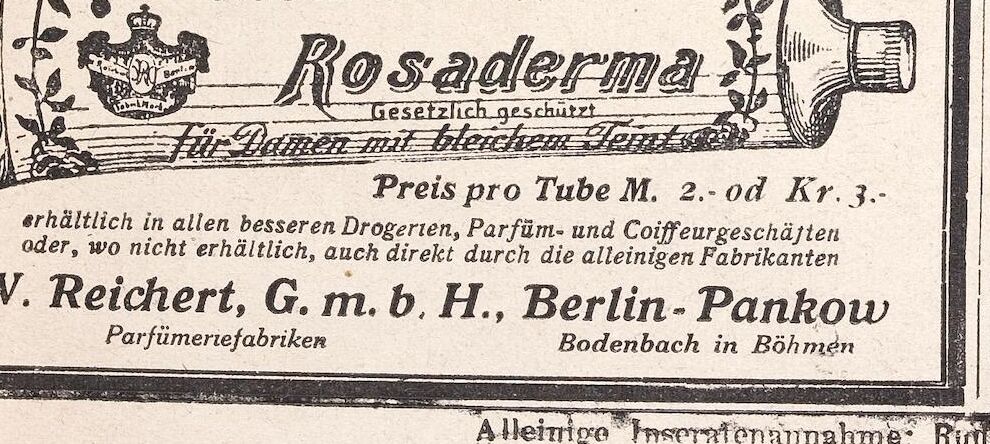 Rosaderma
Gesetzlich geschützt
für Damen mit bleichem Teint
Preis pro Tube M. 2.- od Kr. 3.-
erhältlich in allen besseren Drogerien, Parfüm- und Coiffeurgeschäften
oder, wo nicht erhältlich, auch direkt durch die alleinigen Fabrikanten
W. Reichert, G. m. b. H., Berlin-Pankow
Parfümeriefabriken Bodenbach in Böhmen
Alleinige Inseratenannahme: